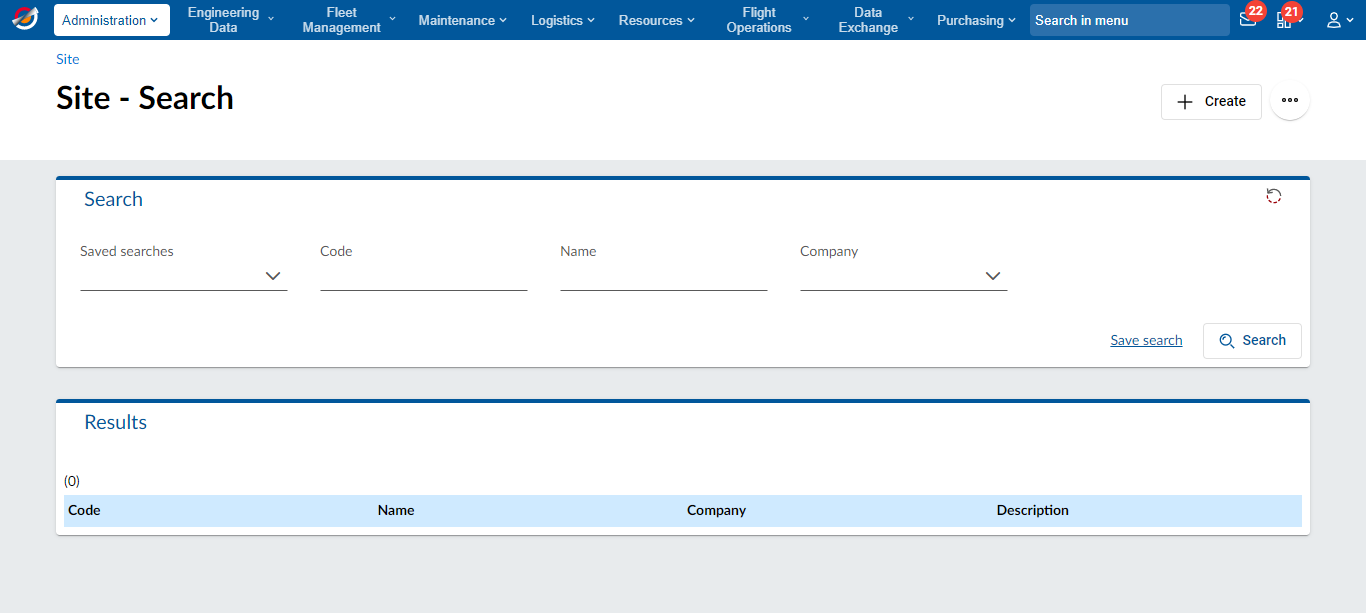 Administration
Engineering
Data
Fleet
Management
Maintenance
Logistics
Resources
Flight
Operations
Data
Exchange
Purchasing
Search in menu
22
21
Site
Site - Search
Create
Search
Saved searches
Code
Name
Company
Save search
Search
Results
(0)
Code Name Company Description